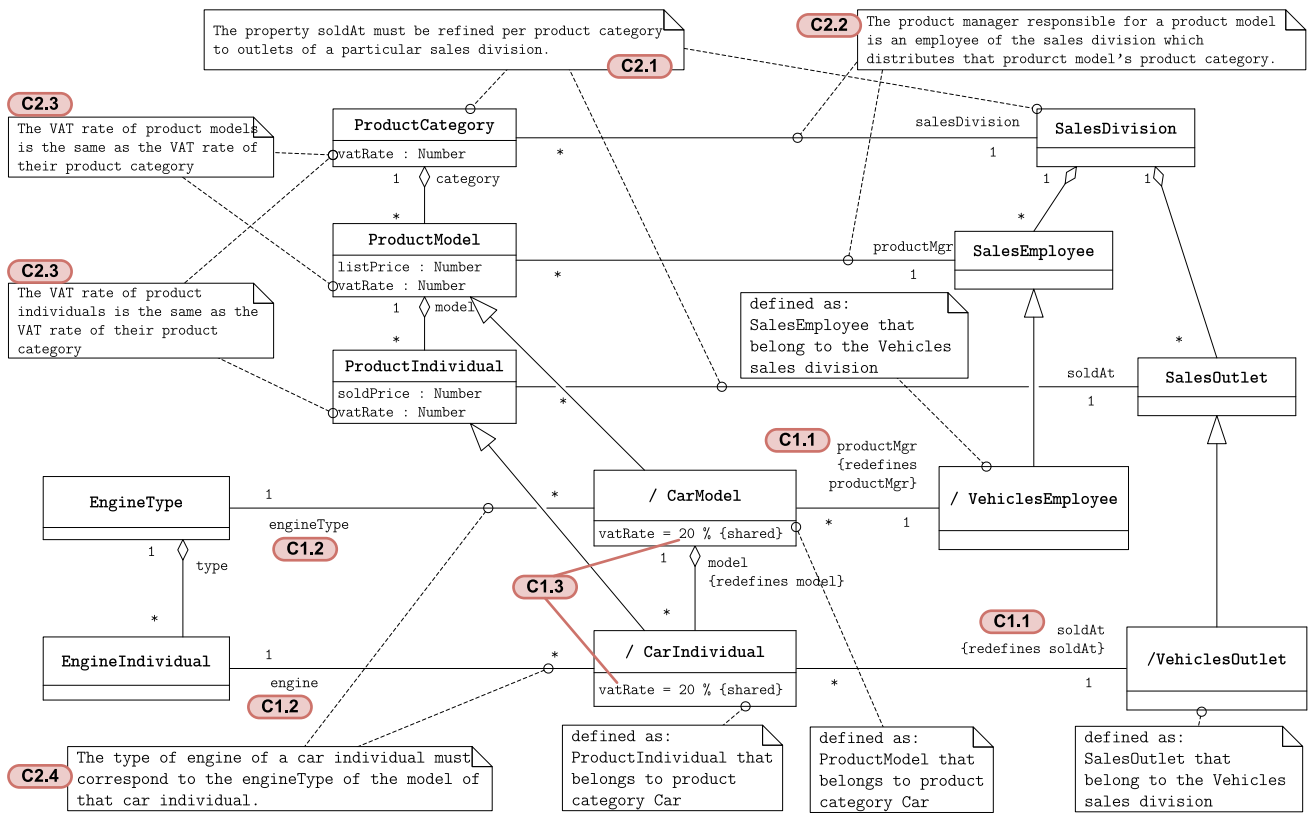 The property soldAt must be refined per product category
to outlets of a particular sales division.
C2.1
C2.2
The product manager responsible for a product model
is an employee of the sales division which
distributes that produrct model's product category.
C2.3
The VAT rate of product models
is the same as the VAT rate of
their product category
ProductCategory
vatRate : Number
*
salesDivision
1
SalesDivision
1
category
*
1
1
*
ProductModel
listPrice : Number
vatRate : Number
*
productMgr
1
SalesEmployee
C2.3
The VAT rate of product
individuals is the same as the
VAT rate of their product
category
1
model
*
defined as:
SalesEmployee that
belong to the Vehicles
sales division
*
ProductIndividual
soldPrice : Number
vatRate : Number
*
soldAt
1
SalesOutlet
C1.1
productMgr
{redefines
productMgr}
EngineType
1
engineType
C1.2
*
/ CarModel
vatRate = 20 % {shared}
*
1
/ VehiclesEmployee
1
type
*
C1.3
1
model
{redefines model}
*
C1.1
soldAt
{redefines soldAt}
EngineIndividual
1
engine
C1.2
*
/ CarIndividual
vatRate = 20 % {shared}
*
1
/VehiclesOutlet
C2.4
The type of engine of a car individual must
correspond to the engineType of the model of
that car individual.
defined as:
ProductIndividual that
belongs to product
category Car
defined as:
ProductModel that
belongs to product
category Car
defined as:
SalesOutlet that
belong to the Vehicles
sales division